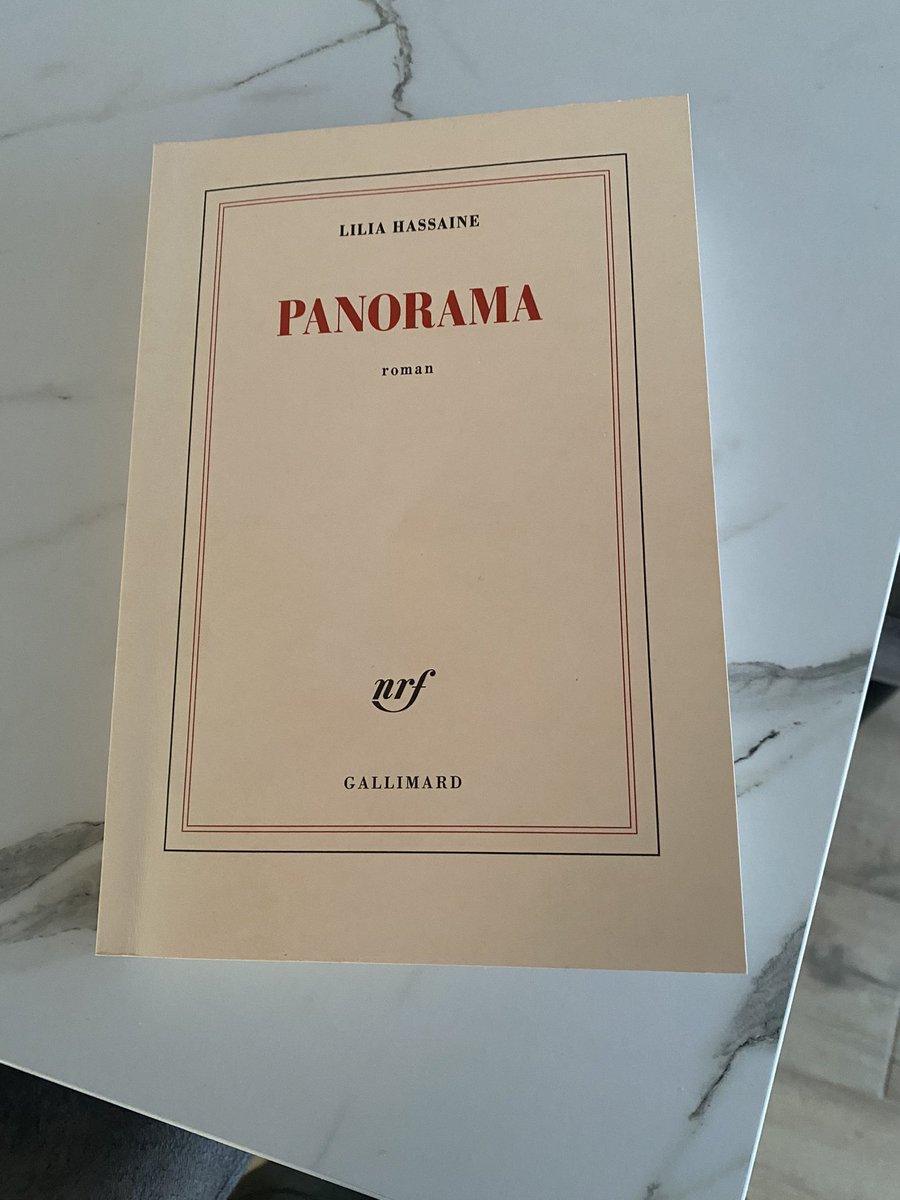 LILIA HASSAINE
PANORAMA
roman
nrf
GALLIMARD